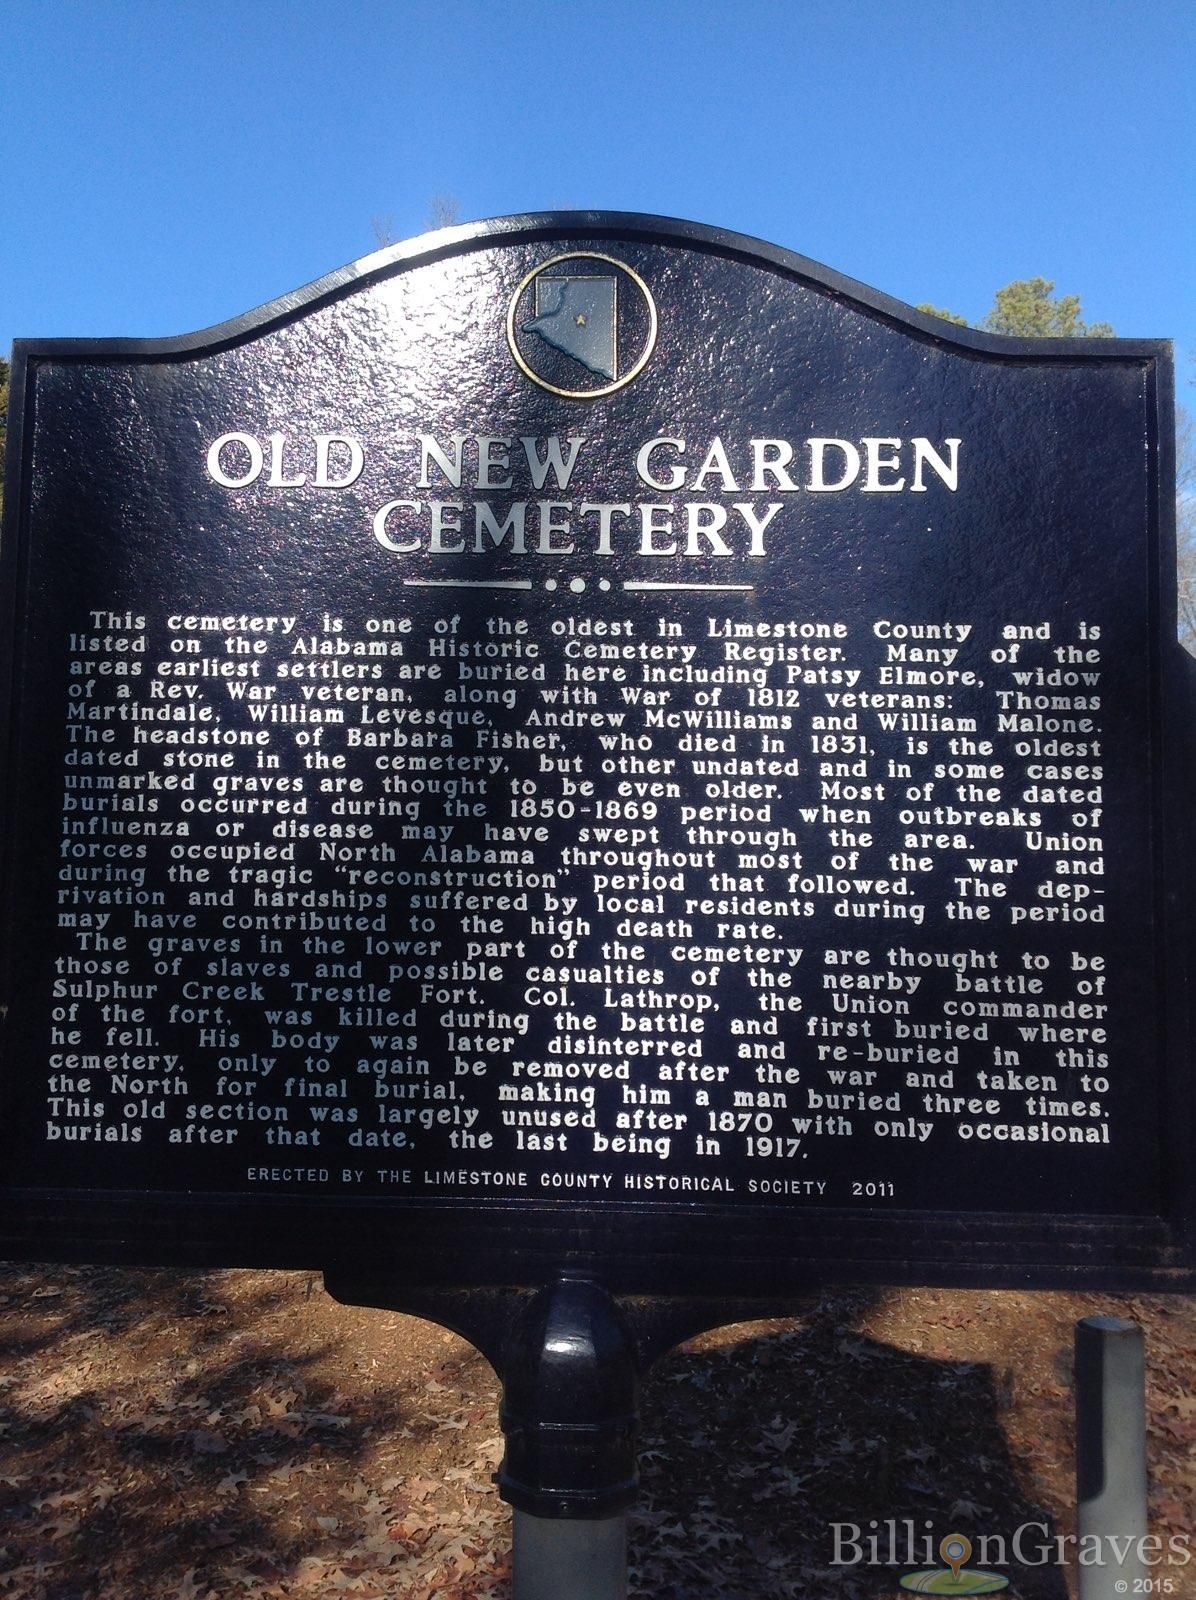 OLD NEW GARDEN
CEMETERY
This cemetery is one of the oldest in Limestone County and is
listed on the Alabama Historic Cemetery Register. Many of the
areas earliest settlers are buried here including Patsy Elmore, widow
of a Rev. War veteran, along with War of 1812 veterans: Thomas
Martindale, William Levesque, Andrew McWilliams and William Malone.
The headstone of Barbara Fisher, who died in 1831, is the oldest
dated stone in the cemetery, but other undated and in some cases
unmarked graves are thought to be even older. Most of the dated
burials occurred during the 1850-1869 period when outbreaks of
influenza or disease may have swept through the area. Union
forces occupied North Alabama throughout most of the war and
during the tragic "reconstruction" period that followed. The dep-
rivation and hardships suffered by local residents during the period
may have contributed to the high death rate.
The graves in the lower part of the cemetery are thought to be
those of slaves and possible casualties of the nearby battle of
Sulphur Creek Trestle Fort. Col. Lathrop, the Union commander
of the fort, was killed during the battle and first buried where
he fell. His body was later disinterred and re-buried in this
cemetery, only to again be removed after the war and taken to
the North for final burial, making him a man buried three times.
This old section was largely unused after 1870 with only occasional
burials after that date, the last being in 1917.
ERECTED BY THE LIMESTONE COUNTY HISTORICAL SOCIETY 2011
BillionGraves
© 2015